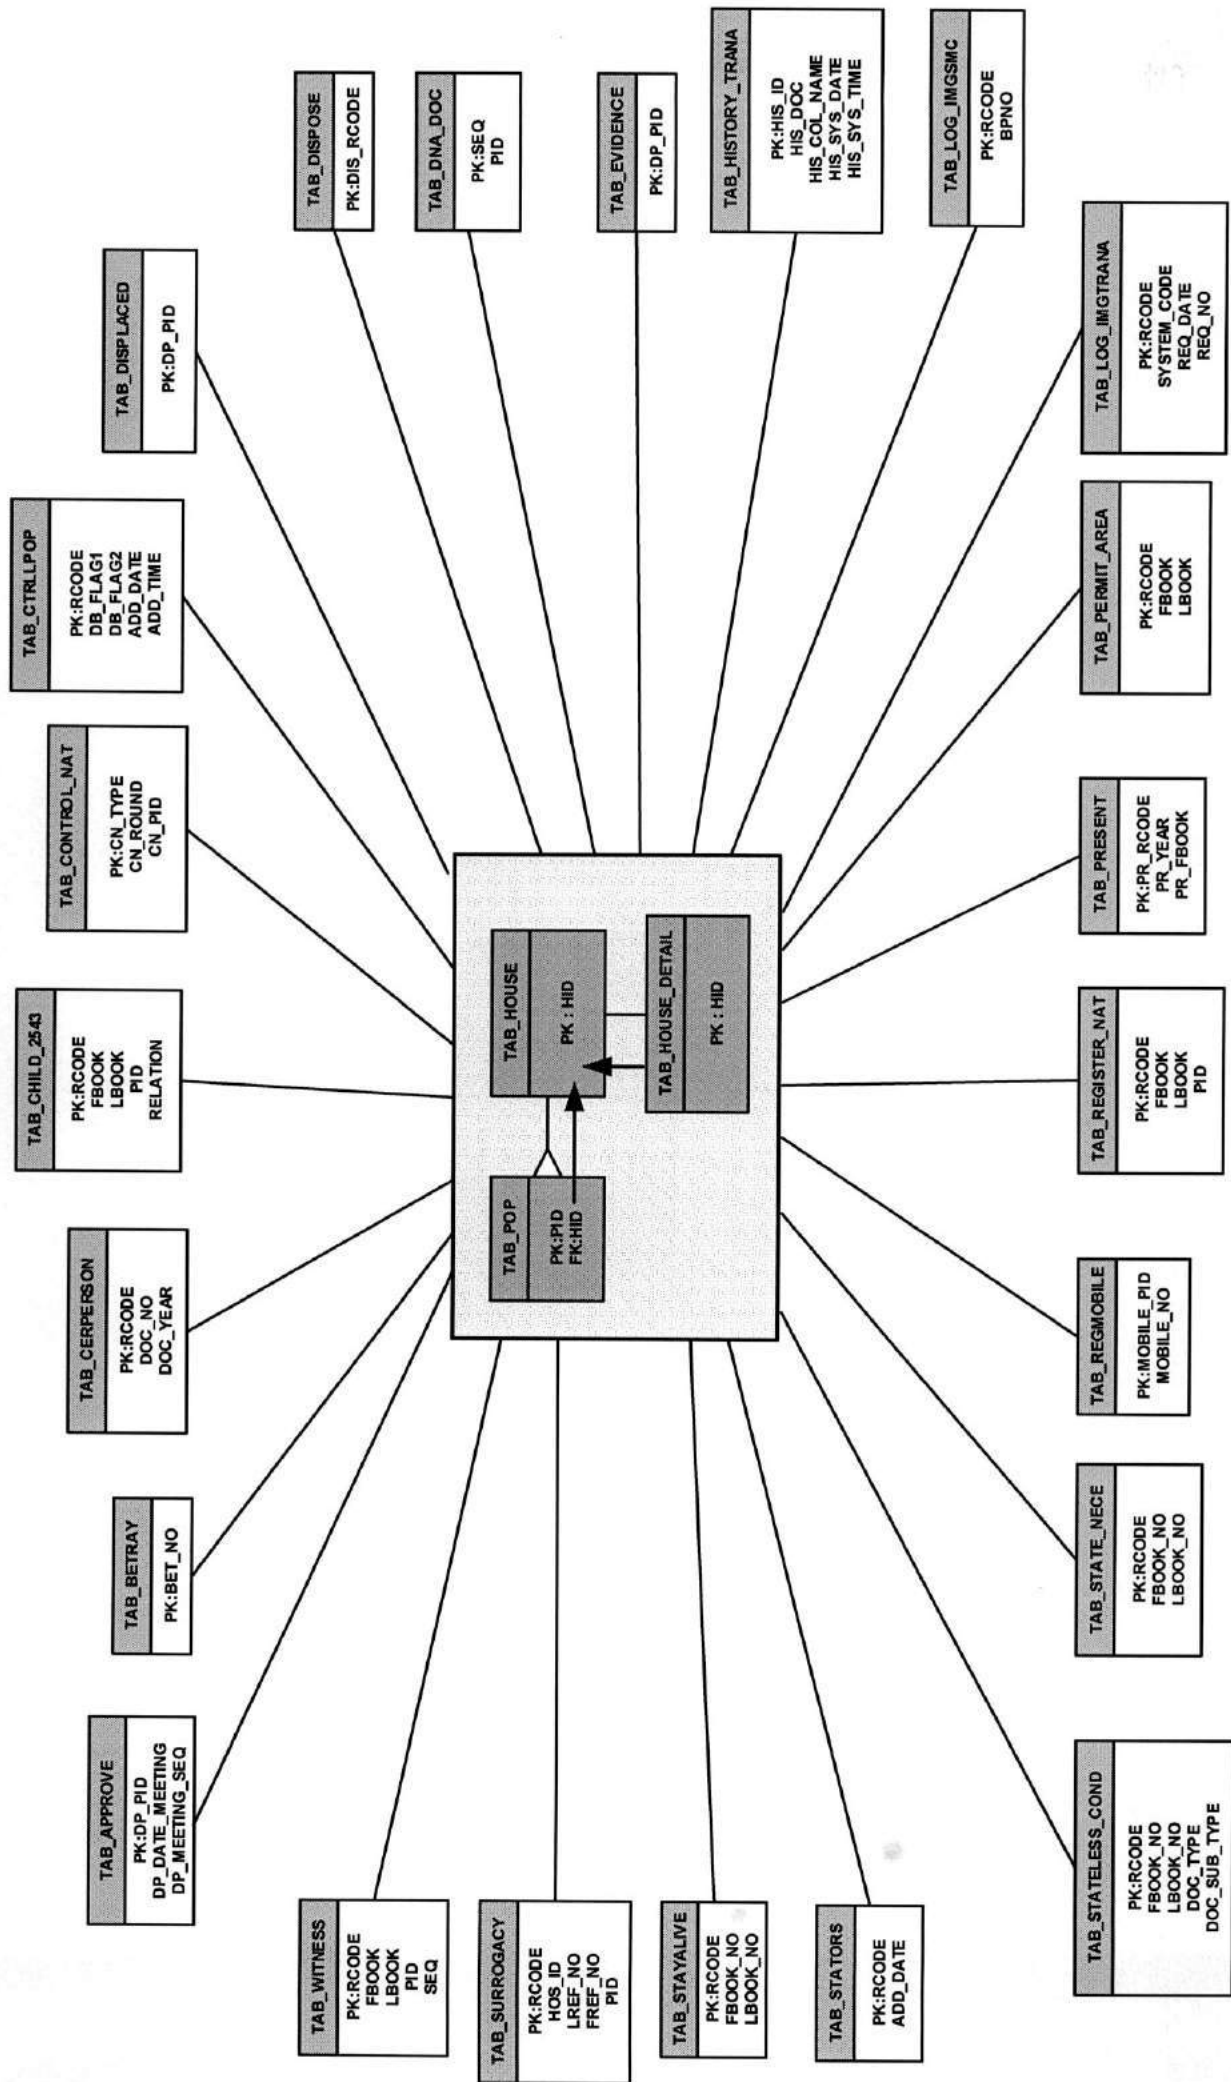 TAB_APPROVE
PK:DP_PID
DP_DATE_MEETING
DP_MEETING_SEQ
TAB_BETRAY
PK:BET_NO
TAB_CERPERSON
PK:RCODE
DOC_NO
DOC_YEAR
TAB_CHILD_2543
PK:RCODE
FBOOK
LBOOK
PID
RELATION
TAB_CONTROL_NAT
PK:CN_TYPE
CN_ROUND
CN_PID
TAB_CTRLLPOP
PK:RCODE
DB_FLAG1
DB_FLAG2
ADD_DATE
ADD_TIME
TAB_DISPLACED
PK:DP_PID
TAB_DISPOSE
PK:DIS_RCODE
TAB_DNA_DOC
PK:SEQ
PID
TAB_EVIDENCE
PK:DP_PID
TAB_HISTORY_TRANA
PK:HIS_ID
HIS_DOC
HIS_COL_NAME
HIS_SYS_DATE
HIS_SYS_TIME
TAB_LOG_IMGSMC
PK:RCODE
BPNO
TAB_WITNESS
PK:RCODE
FBOOK
LBOOK
PID
SEQ
TAB_SURROGACY
PK:RCODE
HOS_ID
LREF_NO
FREF_NO
PID
TAB_STAYALIVE
PK:RCODE
FBOOK_NO
LBOOK_NO
TAB_STATORS
PK:RCODE
ADD_DATE
TAB_POP
PK:PID
FK:HID
TAB_HOUSE
PK : HID
TAB_HOUSE_DETAIL
PK : HID
TAB_STATELESS_COND
PK:RCODE
FBOOK_NO
LBOOK_NO
DOC_TYPE
DOC_SUB_TYPE
TAB_STATE_NECE
PK:RCODE
FBOOK_NO
LBOOK_NO
TAB_REGMOBILE
PK:MOBILE_PID
MOBILE_NO
TAB_REGISTER_NAT
PK:RCODE
FBOOK
LBOOK
PID
TAB_PRESENT
PK:PR_RCODE
PR_YEAR
PR_FBOOK
TAB_PERMIT_AREA
PK:RCODE
FBOOK
LBOOK
TAB_LOG_IMGTRANA
PK:RCODE
SYSTEM_CODE
REQ_DATE
REQ_NO